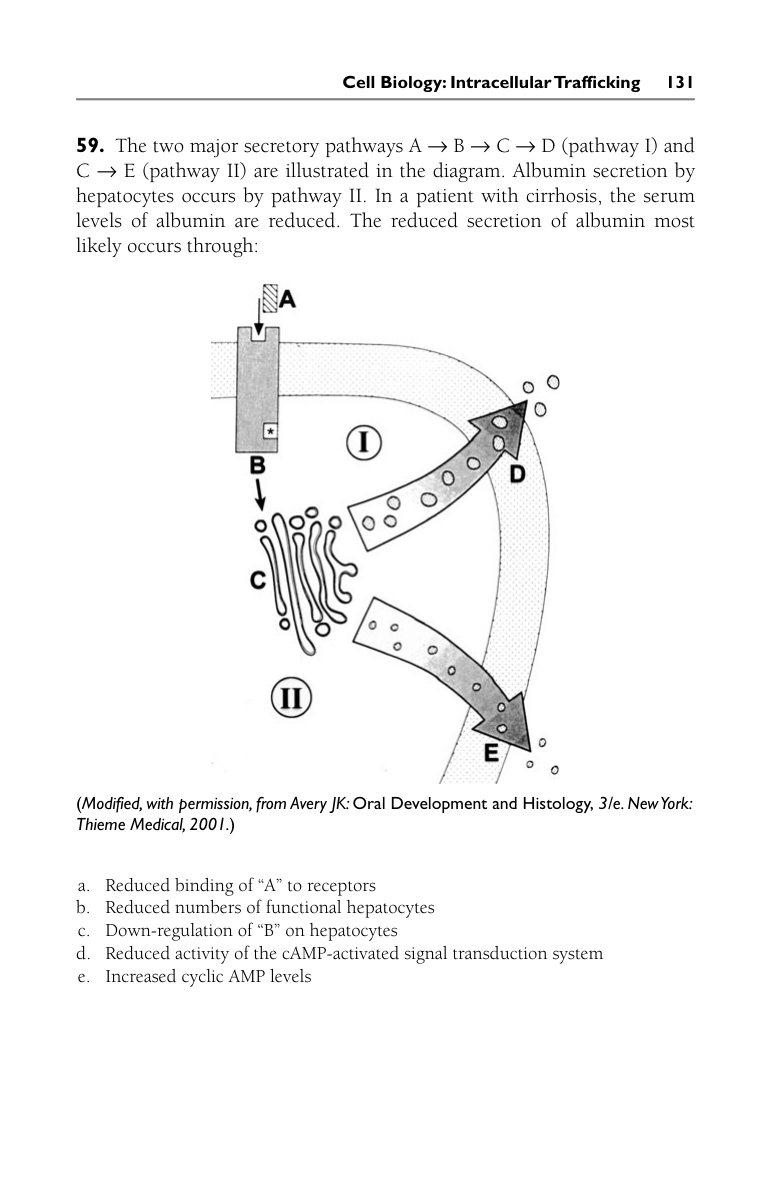 Cell Biology: Intracellular Trafficking 131
59. The two major secretory pathways A → B → C → D (pathway I) and
C → E (pathway II) are illustrated in the diagram. Albumin secretion by
hepatocytes occurs by pathway II. In a patient with cirrhosis, the serum
levels of albumin are reduced. The reduced secretion of albumin most
likely occurs through:
A
*
I
B
D
C
II
E
(Modified, with permission, from Avery JK: Oral Development and Histology, 3/e. New York:
Thieme Medical, 2001.)
a. Reduced binding of “A” to receptors
b. Reduced numbers of functional hepatocytes
c. Down-regulation of “B” on hepatocytes
d. Reduced activity of the cAMP-activated signal transduction system
e. Increased cyclic AMP levels